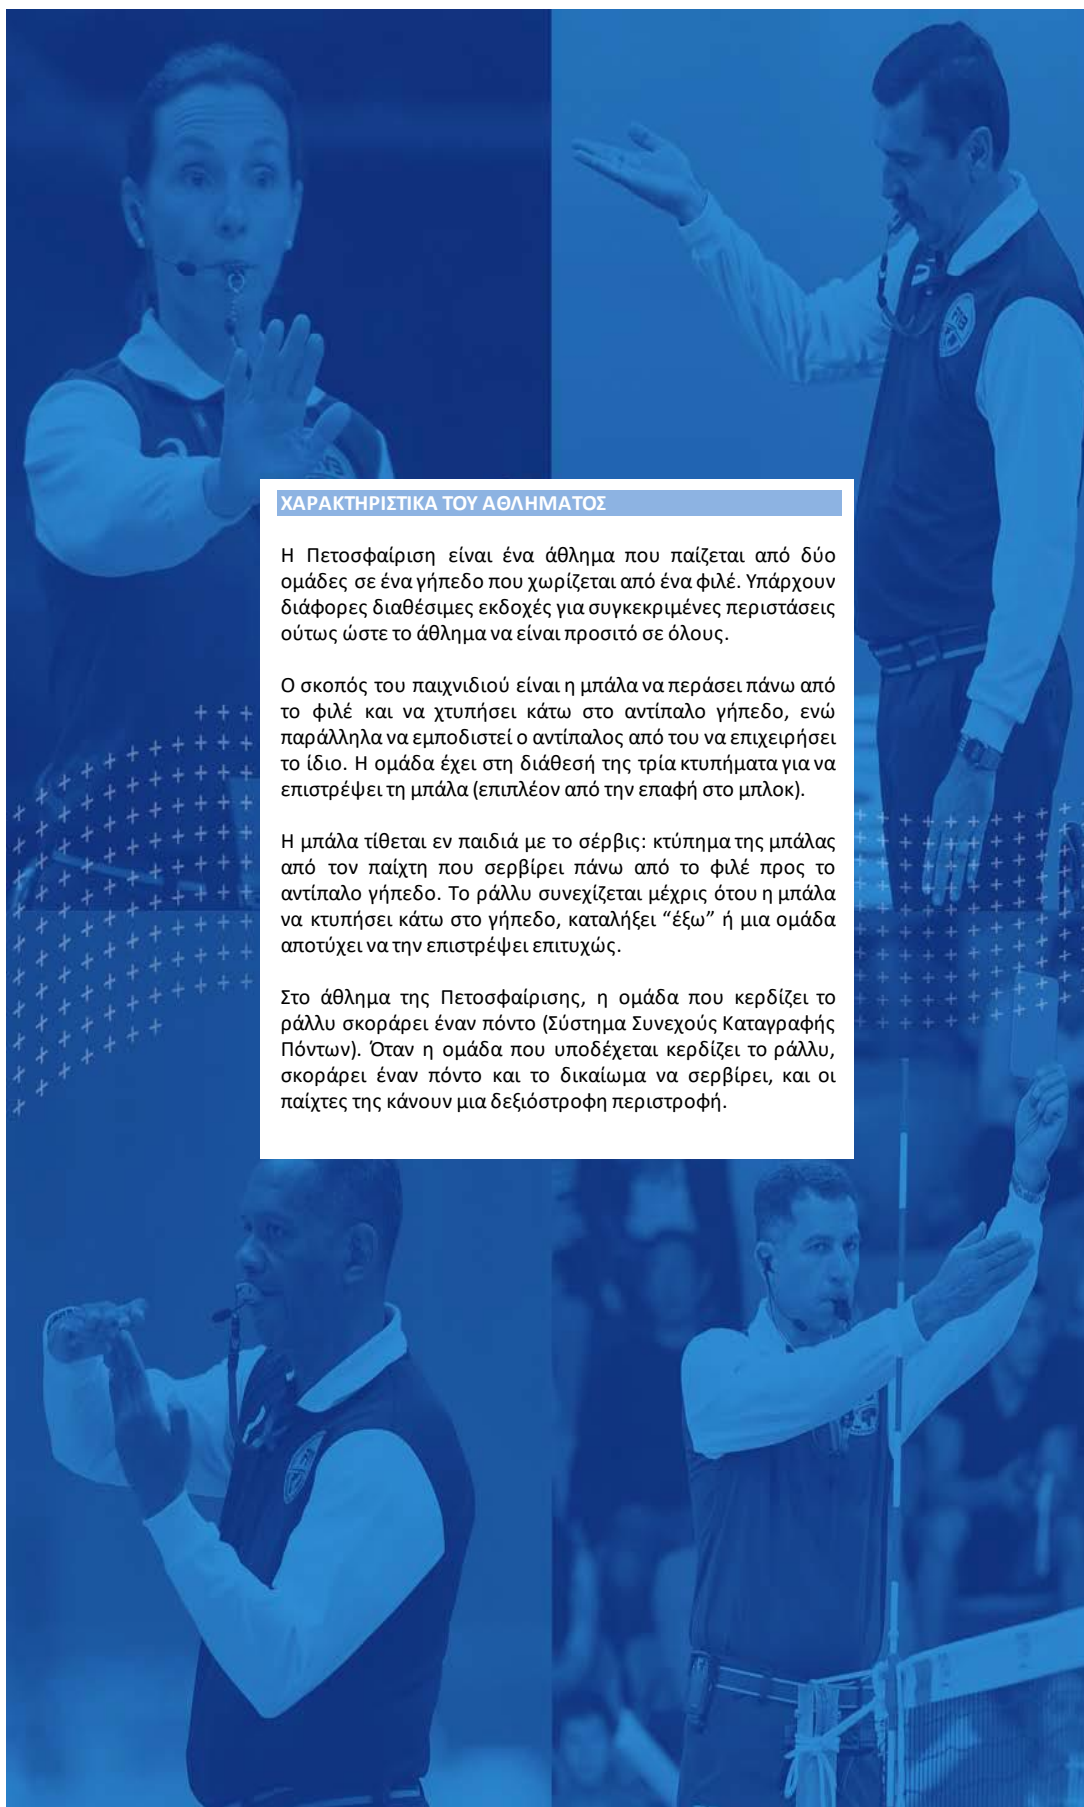 ΧΑΡΑΚΤΗΡΙΣΤΙΚΑ ΤΟΥ ΑΘΛΗΜΑΤΟΣ
Η Πετοσφαίριση είναι ένα άθλημα που παίζεται από δύο
ομάδες σε ένα γήπεδο που χωρίζεται από ένα φιλέ. Υπάρχουν
διάφορες διαθέσιμες εκδοχές για συγκεκριμένες περιστάσεις
ούτως ώστε το άθλημα να είναι προσιτό σε όλους.
Ο σκοπός του παιχνιδιού είναι η μπάλα να περάσει πάνω από
το φιλέ και να χτυπήσει κάτω στο αντίπαλο γήπεδο, ενώ
παράλληλα να εμποδιστεί ο αντίπαλος από του να επιχειρήσει
το ίδιο. Η ομάδα έχει στη διάθεσή της τρία κτυπήματα για να
επιστρέψει τη μπάλα (επιπλέον από την επαφή στο μπλοκ).
Η μπάλα τίθεται εν παιδιά με το σέρβις: κτύπημα της μπάλας
από τον παίχτη που σερβίρει πάνω από το φιλέ προς το
αντίπαλο γήπεδο. Το ράλλυ συνεχίζεται μέχρις ότου η μπάλα
να κτυπήσει κάτω στο γήπεδο, καταλήξει “έξω” ή μια ομάδα
αποτύχει να την επιστρέψει επιτυχώς.
Στο άθλημα της Πετοσφαίρισης, η ομάδα που κερδίζει το
ράλλυ σκοράρει έναν πόντο (Σύστημα Συνεχούς Καταγραφής
Πόντων). Όταν η ομάδα που υποδέχεται κερδίζει το ράλλυ,
σκοράρει έναν πόντο και το δικαίωμα να σερβίρει, και οι
παίχτες της κάνουν μια δεξιόστροφη περιστροφή.